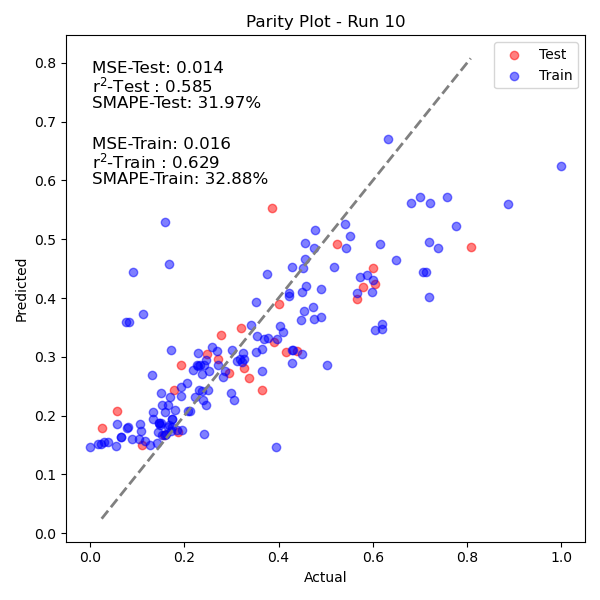 Parity Plot - Run 10
MSE-Test: 0.014
r²-Test : 0.585
SMAPE-Test: 31.97%
MSE-Train: 0.016
r²-Train : 0.629
SMAPE-Train: 32.88%
Test
Train
Predicted
0.8
0.7
0.6
0.5
0.4
0.3
0.2
0.1
0.0
0.0 0.2 0.4 0.6 0.8 1.0
Actual